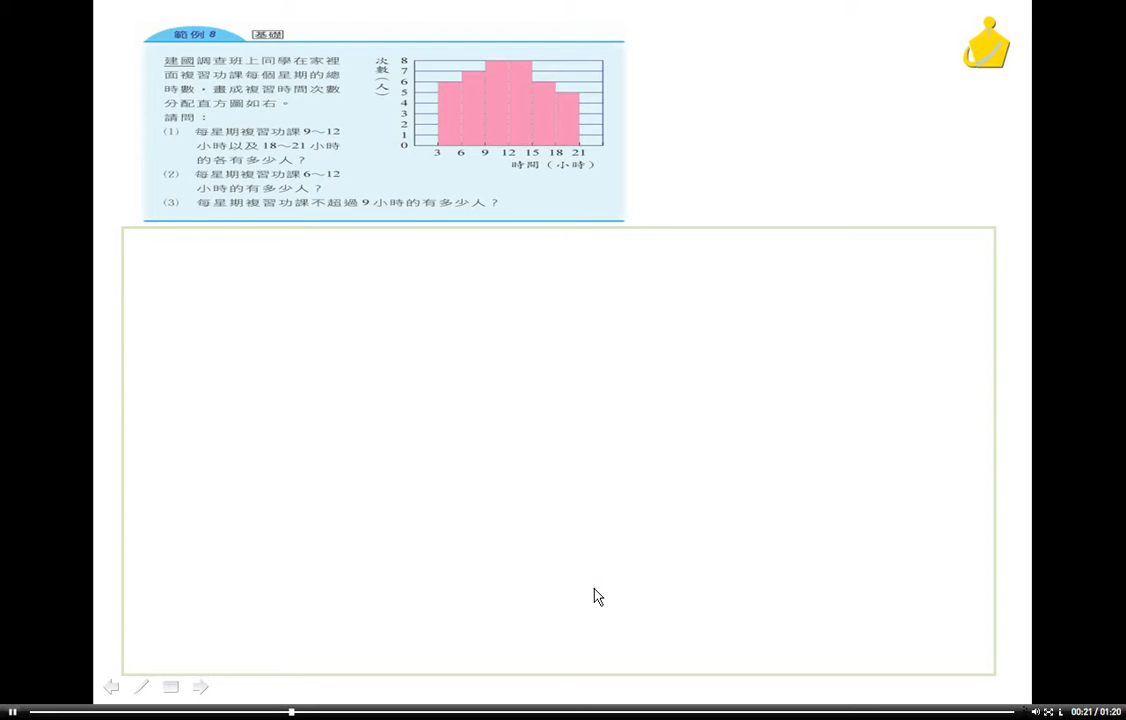 範例 8 基礎
建國調查班上同學在家裡
面複習功課每個星期的總
時數，畫成複習時間次數
分配直方圖如右。
請問：
(1) 每星期複習功課 9～12
小時以及 18～21 小時
的各有多少人？
(2) 每星期複習功課 6～12
小時的有多少人？
(3) 每星期複習功課不超過 9 小時的有多少人？
次數(人)
8
7
6
5
4
3
2
1
0
3 6 9 12 15 18 21
時間(小時)
00:21 / 01:20